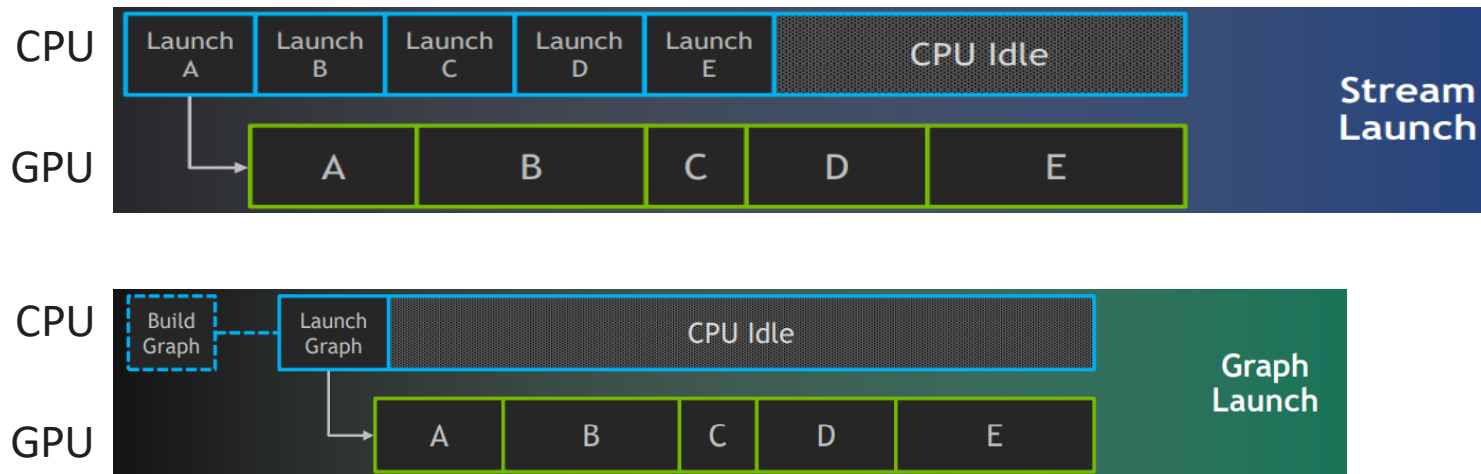 CPU
Launch
A
Launch
B
Launch
C
Launch
D
Launch
E
CPU Idle
Stream
Launch
GPU
A
B
C
D
E
CPU
Build
Graph
Launch
Graph
CPU Idle
Graph
Launch
GPU
A
B
C
D
E